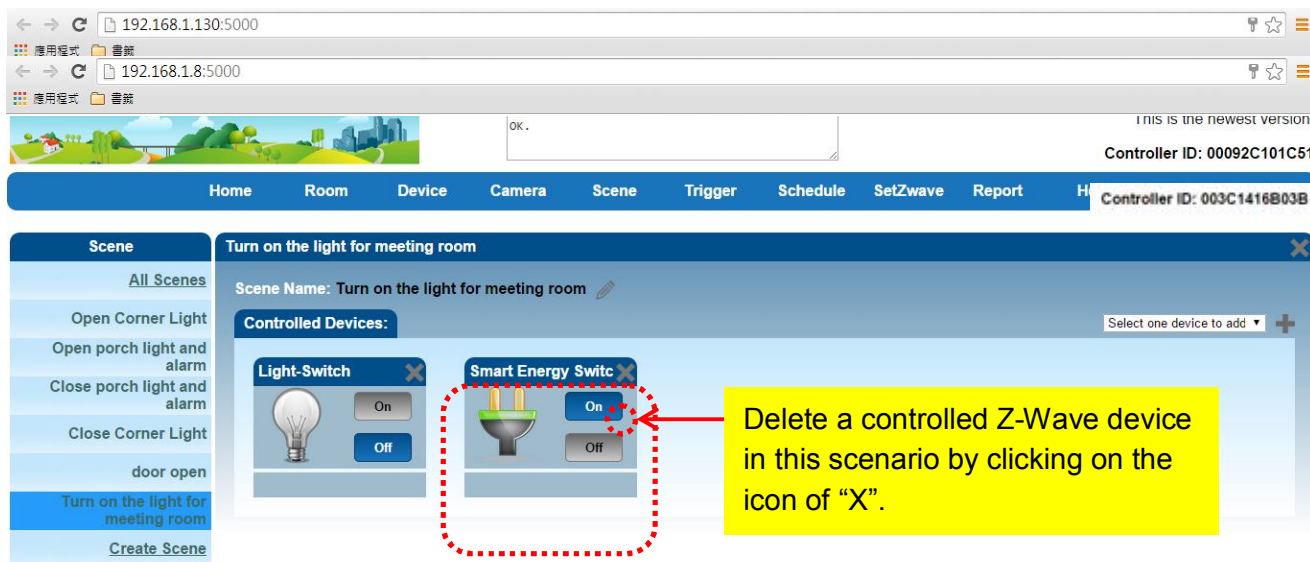 192.168.1.130:5000
應用程式 書籤
192.168.1.8:5000
應用程式 書籤
OK.
This is the newest version
Controller ID: 00092C101C51
Home Room Device Camera Scene Trigger Schedule SetZwave Report H
Controller ID: 003C1416B03B
Scene
All Scenes
Open Corner Light
Open porch light and
alarm
Close porch light and
alarm
Close Corner Light
door open
Turn on the light for
meeting room
Create Scene
Turn on the light for meeting room
Scene Name: Turn on the light for meeting room
Controlled Devices:
Select one device to add
Light-Switch
On
Off
Smart Energy Switc
On
Off
Delete a controlled Z-Wave device
in this scenario by clicking on the
icon of “X”.